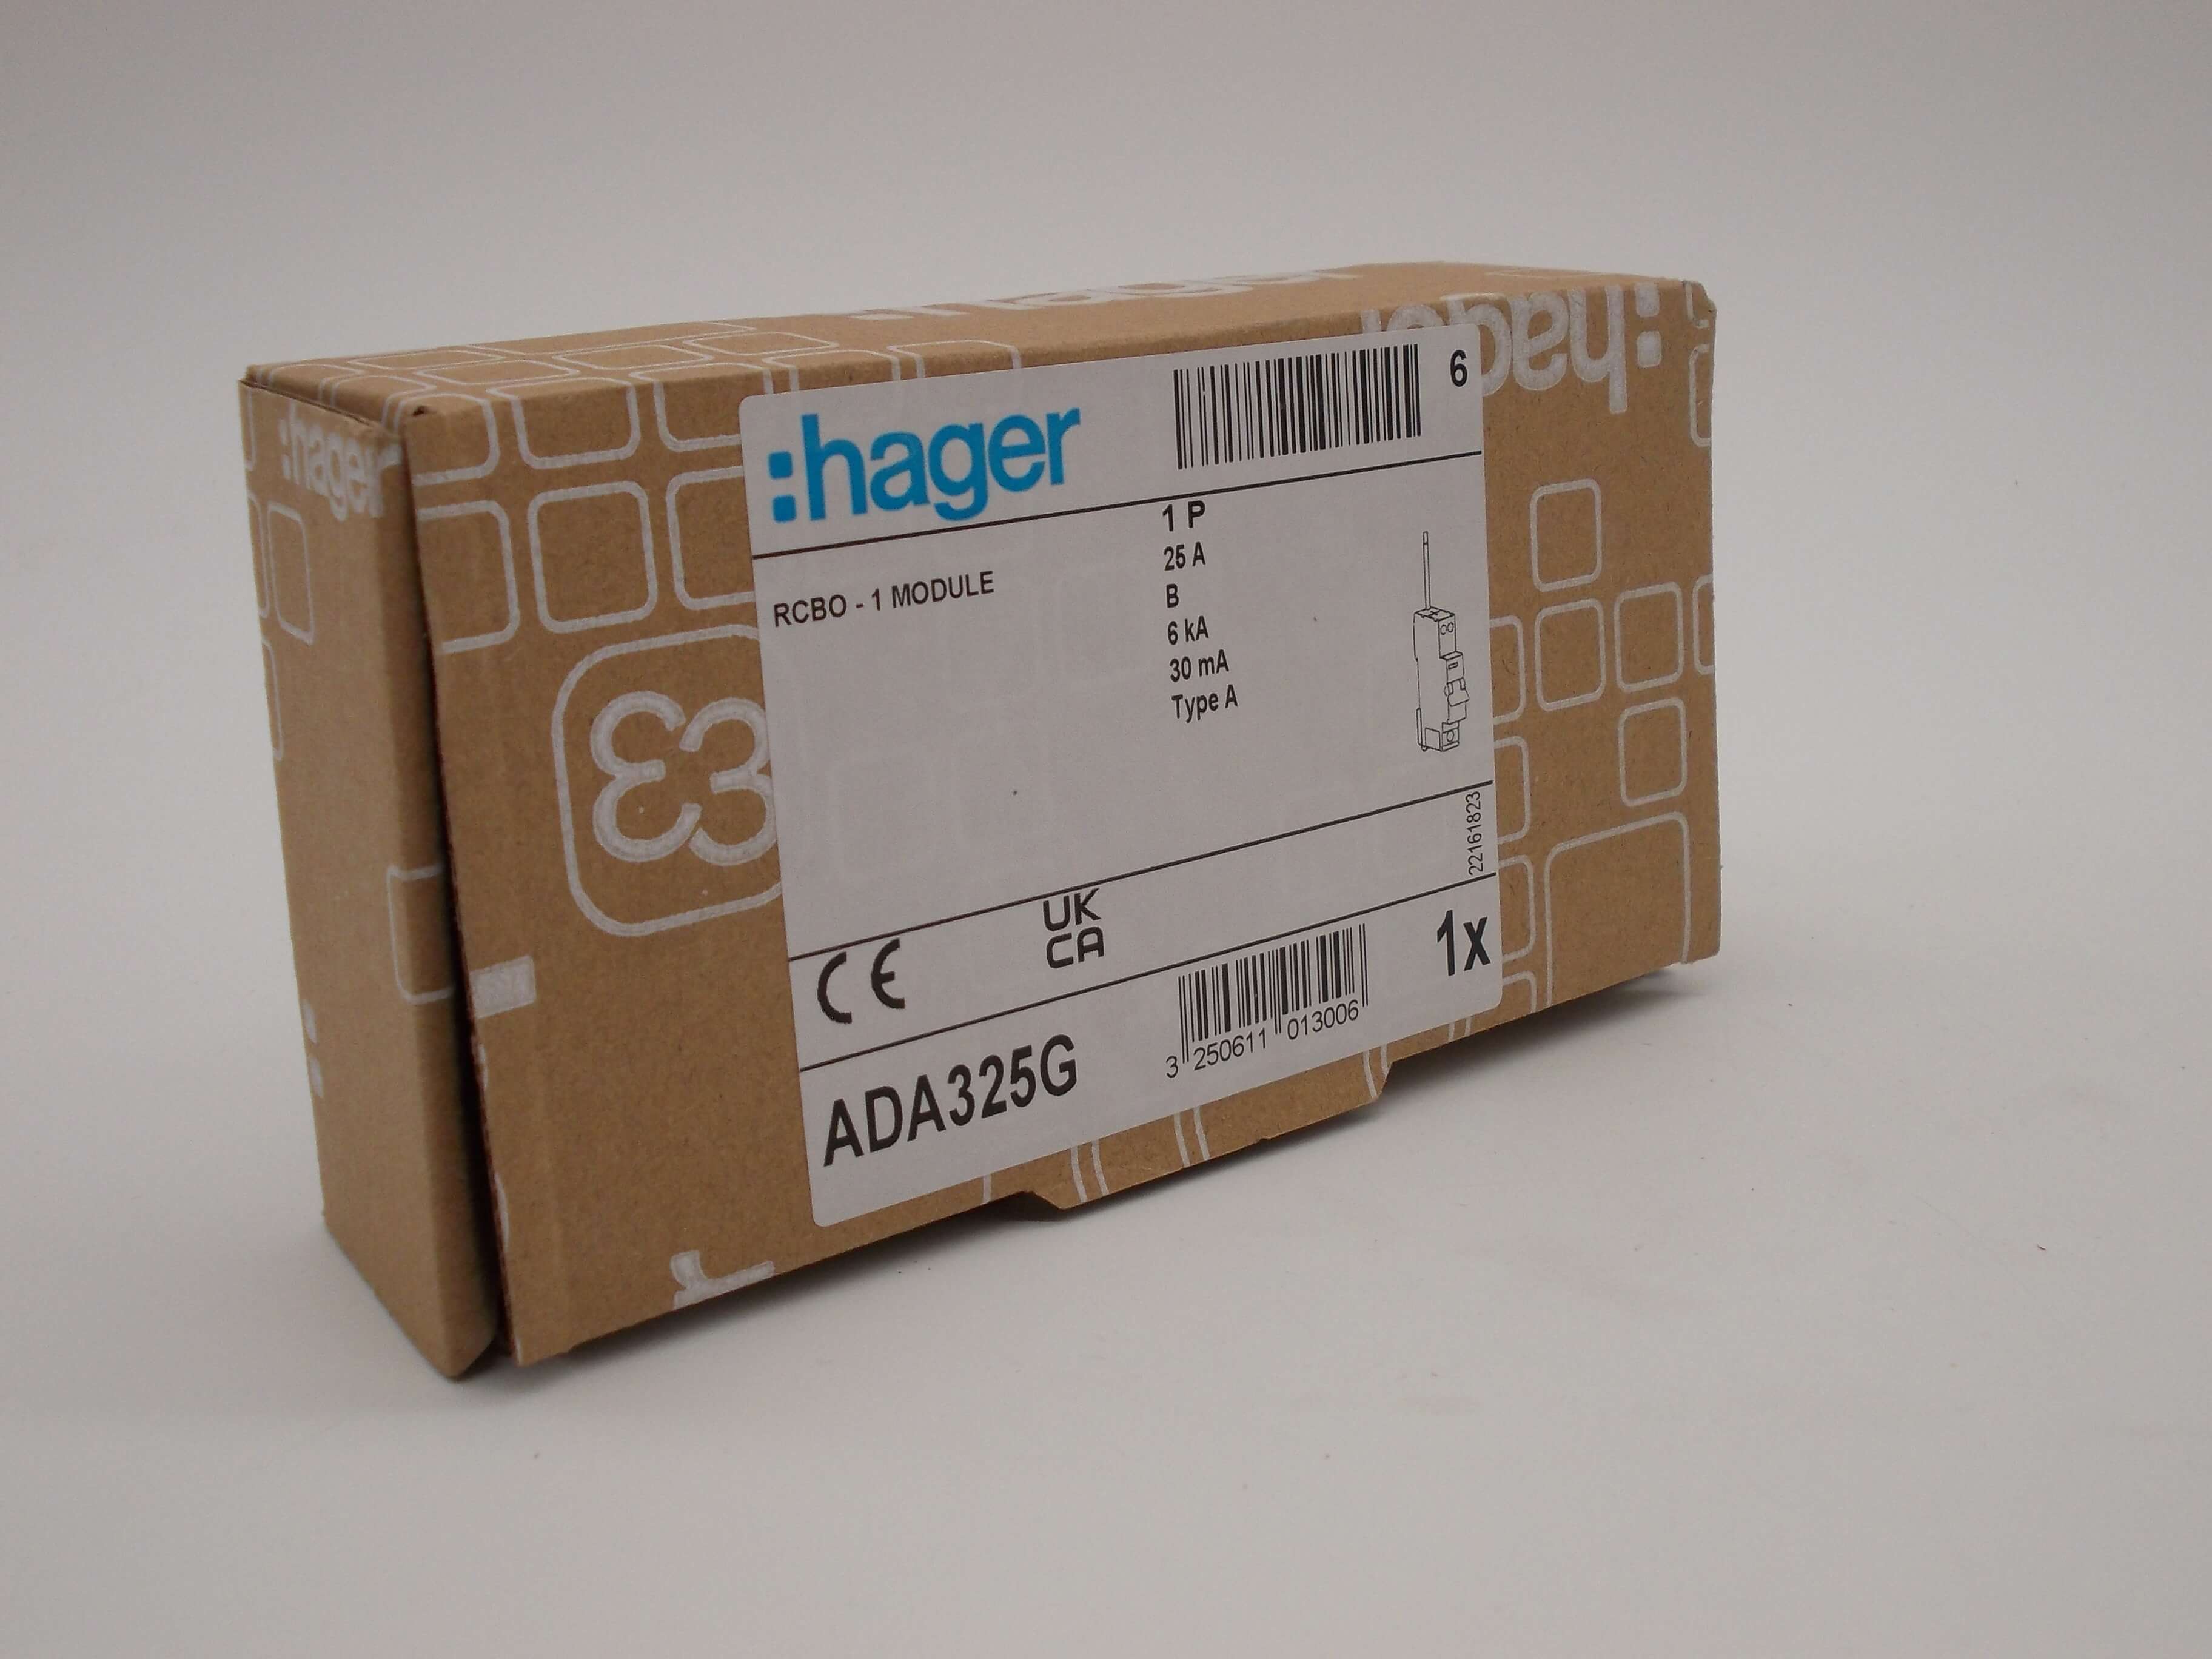 :hager
:hager
:hager
:hager
6
1 P
25 A
RCBO - 1 MODULE
B
6 kA
30 mA
Type A
22161823
CE
UK
CA
1x
3 250611 013006
ADA325G